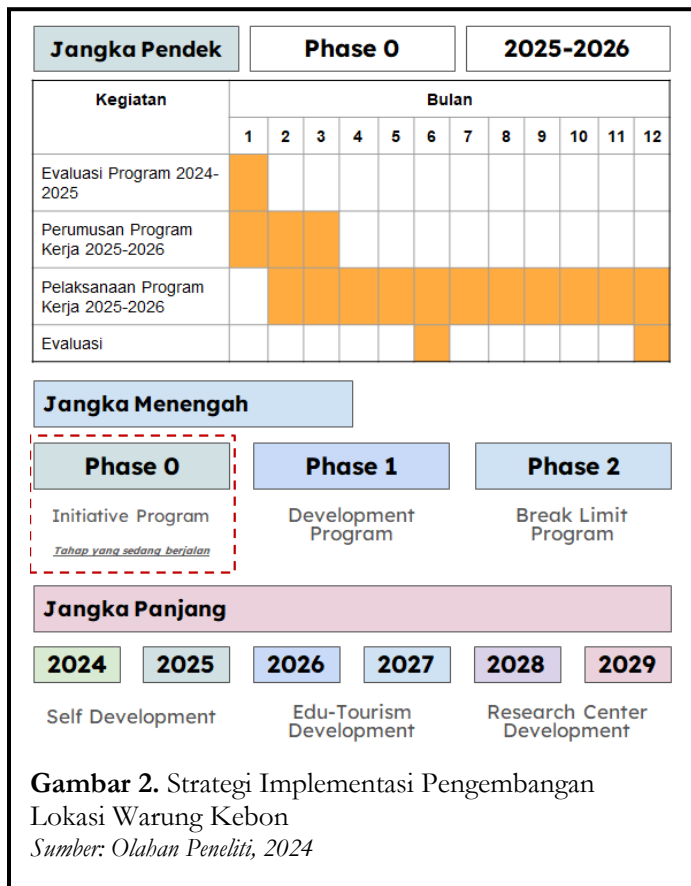 Jangka Pendek Phase 0 2025-2026
Kegiatan Bulan
1 2 3 4 5 6 7 8 9 10 11 12
Evaluasi Program 2024-
2025
Perumusan Program
Kerja 2025-2026
Pelaksanaan Program
Kerja 2025-2026
Evaluasi
Jangka Menengah
Phase 0 Phase 1 Phase 2
Initiative Program
Tahap yang sedang berjalan
Development
Program
Break Limit
Program
Jangka Panjang
2024 2025 2026 2027 2028 2029
Self Development
Edu-Tourism
Development
Research Center
Development
Gambar 2. Strategi Implementasi Pengembangan
Lokasi Warung Kebon
Sumber: Olahan Peneliti, 2024